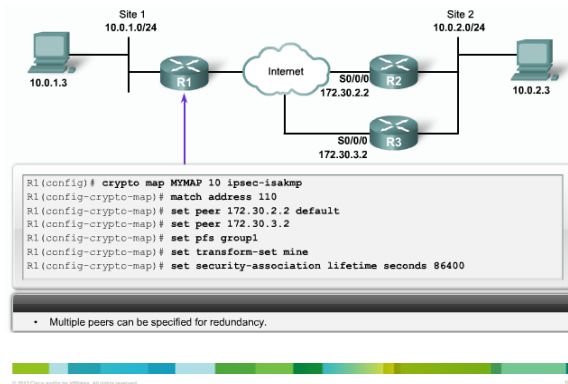 Site 1
10.0.1.0/24
Site 2
10.0.2.0/24
10.0.1.3
R1
Internet
S0/0/0
172.30.2.2
R2
10.0.2.3
S0/0/0
172.30.3.2
R3
R1(config)# crypto map MYMAP 10 ipsec-isakmp
R1(config-crypto-map)# match address 110
R1(config-crypto-map)# set peer 172.30.2.2 default
R1(config-crypto-map)# set peer 172.30.3.2
R1(config-crypto-map)# set pfs group1
R1(config-crypto-map)# set transform-set mine
R1(config-crypto-map)# set security-association lifetime seconds 86400
• Multiple peers can be specified for redundancy.